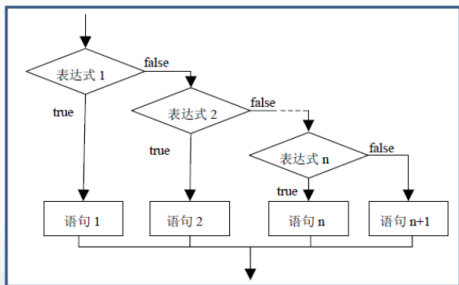 表达式 1
false
true
表达式 2
false
true
表达式 n
false
true
语句 1
语句 2
语句 n
语句 n+1